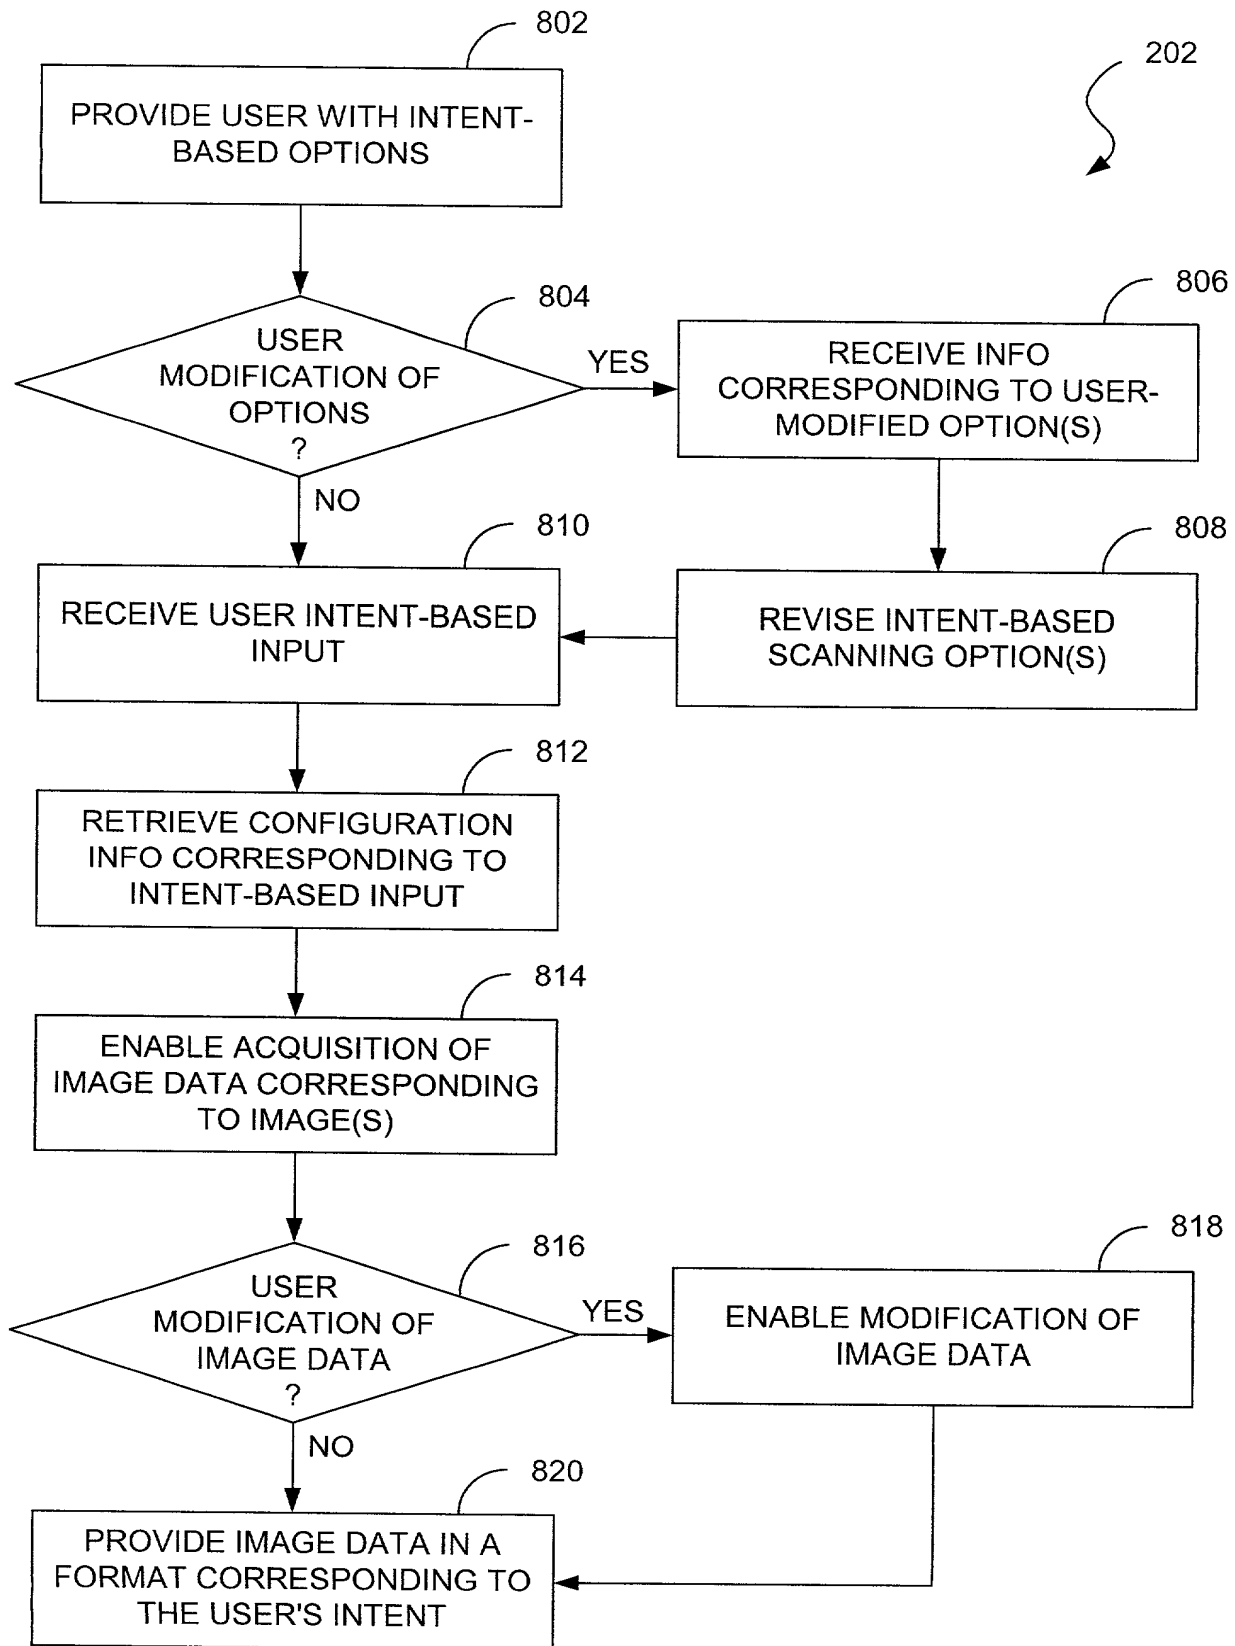 802
202
PROVIDE USER WITH INTENT-
BASED OPTIONS
804
USER
MODIFICATION OF
OPTIONS
?
YES
NO
806
RECEIVE INFO
CORRESPONDING TO USER-
MODIFIED OPTION(S)
808
REVISE INTENT-BASED
SCANNING OPTION(S)
810
RECEIVE USER INTENT-BASED
INPUT
812
RETRIEVE CONFIGURATION
INFO CORRESPONDING TO
INTENT-BASED INPUT
814
ENABLE ACQUISITION OF
IMAGE DATA CORRESPONDING
TO IMAGE(S)
816
USER
MODIFICATION OF
IMAGE DATA
?
YES
NO
818
ENABLE MODIFICATION OF
IMAGE DATA
820
PROVIDE IMAGE DATA IN A
FORMAT CORRESPONDING TO
THE USER'S INTENT